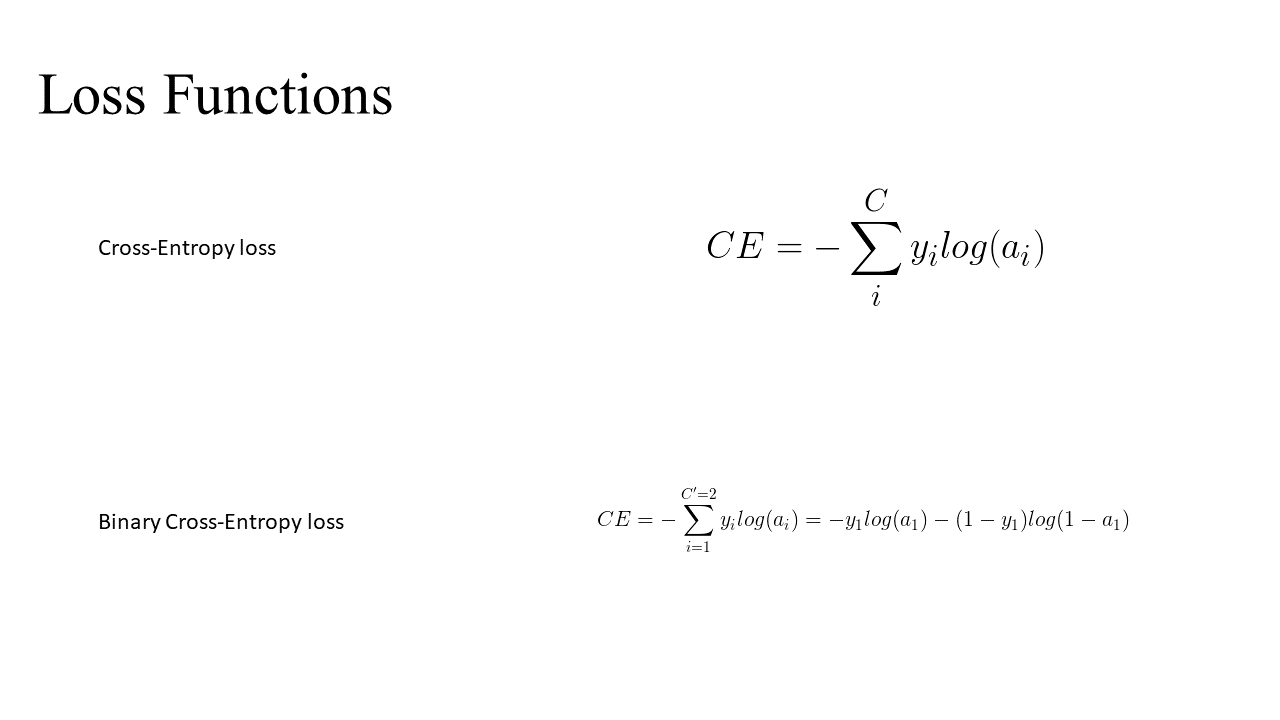 Loss Functions
Cross-Entropy loss
$CE = -\sum_{i}^{C} y_i log(a_i)$
Binary Cross-Entropy loss
$CE = -\sum_{i=1}^{C'=2} y_i log(a_i) = -y_1 log(a_1) - (1 - y_1) log(1 - a_1)$